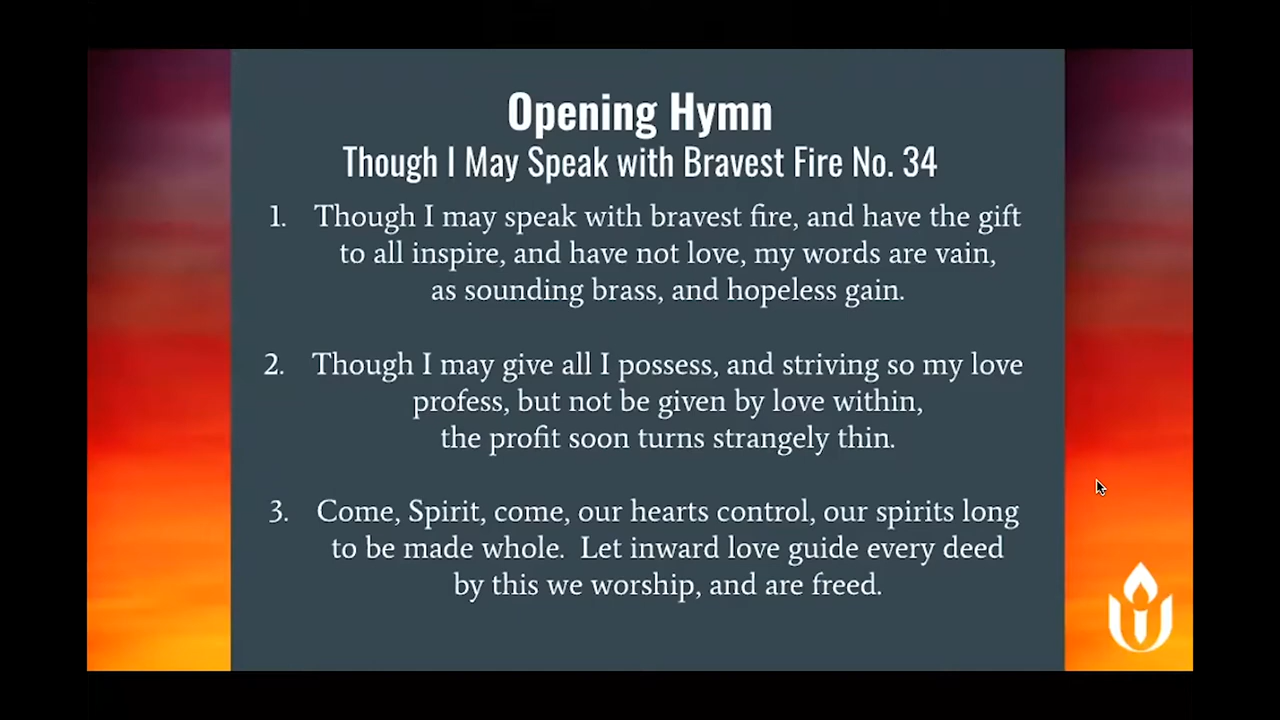 Opening Hymn
Though I May Speak with Bravest Fire No. 34
1. Though I may speak with bravest fire, and have the gift
to all inspire, and have not love, my words are vain,
as sounding brass, and hopeless gain.
2. Though I may give all I possess, and striving so my love
profess, but not be given by love within,
the profit soon turns strangely thin.
3. Come, Spirit, come, our hearts control, our spirits long
to be made whole. Let inward love guide every deed
by this we worship, and are freed.